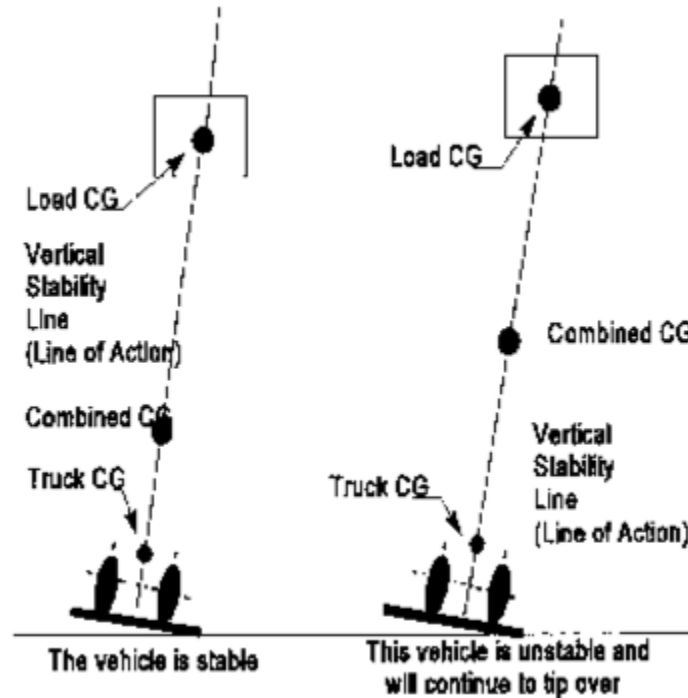 Load CG
Vertical
Stability
Line
(Line of Action)
Combined CG
Truck CG
The vehicle is stable
Load CG
Combined CG
Vertical
Stability
Line
(Line of Action)
Truck CG
This vehicle is unstable and
will continue to tip over